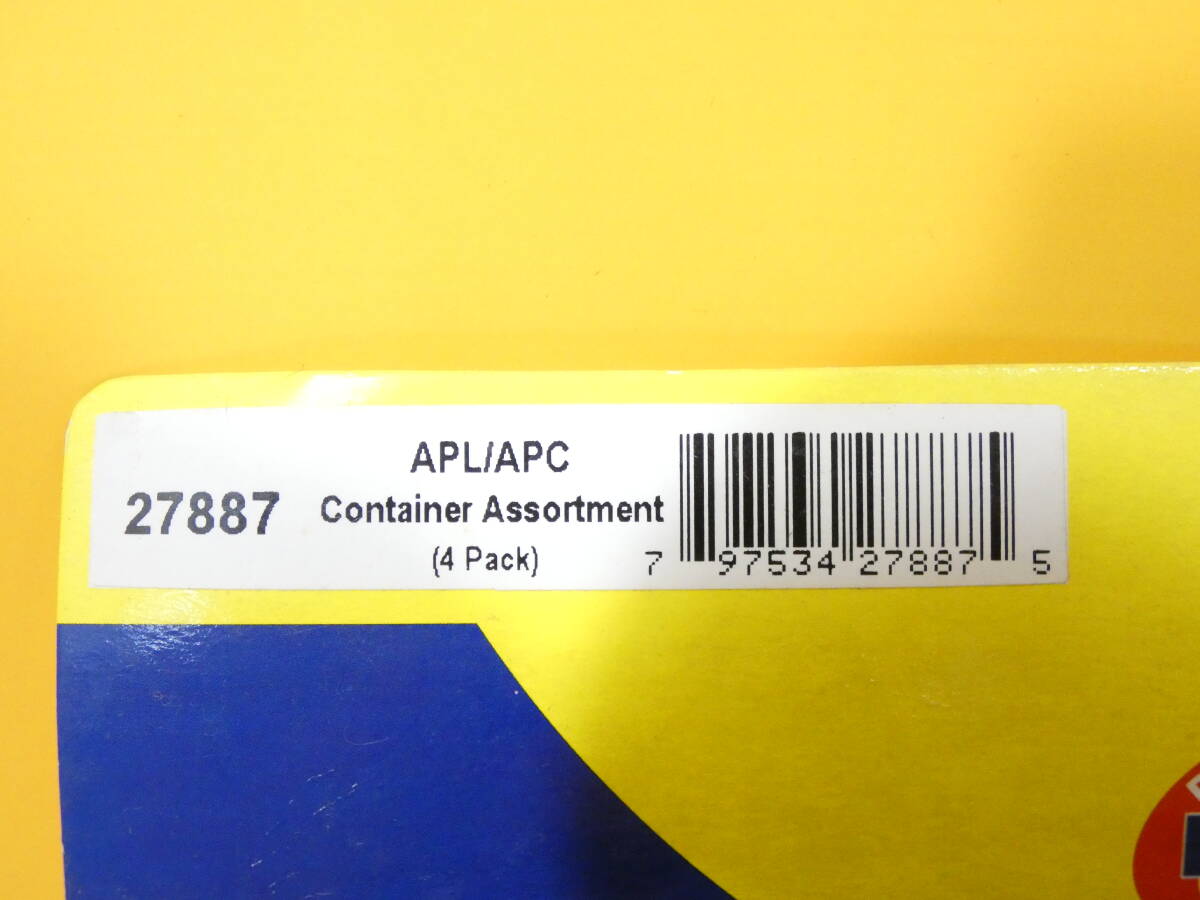 APL/APC
27887 Container Assortment
(4 Pack)
7 97534 27887 5